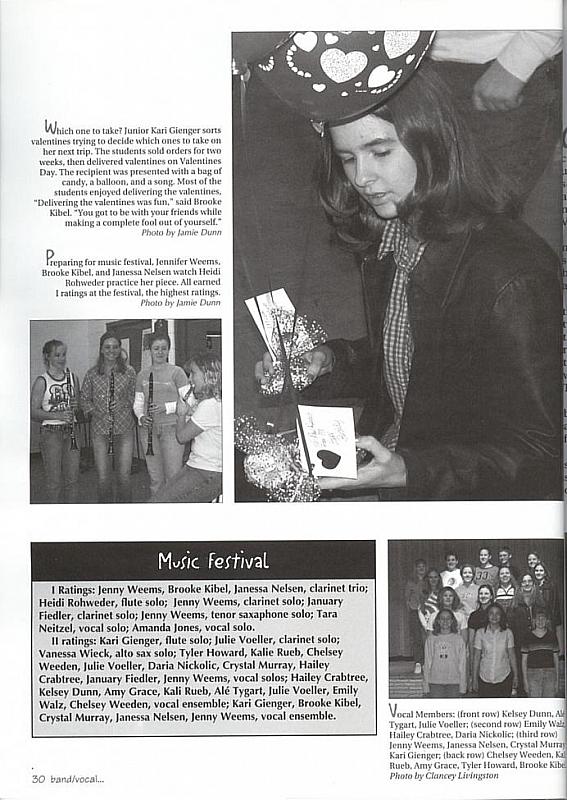 Which one to take? Junior Kari Gienger sorts
valentines trying to decide which ones to take on
her next trip. The students sold orders for two
weeks, then delivered valentines on Valentines
Day. The recipient was presented with a bag of
candy, a balloon, and a song. Most of the
students enjoyed delivering the valentines,
"Delivering the valentines was fun," said Brooke
Kibel. "You got to be with your friends while
making a complete fool out of yourself."
Photo by Jamie Dunn
Preparing for music festival, Jennifer Weems,
Brooke Kibel, and Janessa Nelsen watch Heidi
Rohweder practice her piece. All earned
I ratings at the festival, the highest ratings.
Photo by Jamie Dunn
Music Festival
I Ratings: Jenny Weems, Brooke Kibel, Janessa Nelsen, clarinet trio;
Heidi Rohweder, flute solo;  Jenny Weems, clarinet solo; January
Fiedler, clarinet solo; Jenny Weems, tenor saxophone solo; Tara
Neitzel, vocal solo; Amanda Jones, vocal solo.
II ratings: Kari Gienger, flute solo; Julie Voeller, clarinet solo;
Vanessa Wieck, alto sax solo; Tyler Howard, Kalie Rueb, Chelsey
Weeden, Julie Voeller, Daria Nickolic, Crystal Murray, Hailey
Crabtree, January Fiedler, Jenny Weems, vocal solos; Hailey Crabtree,
Kelsey Dunn, Amy Grace, Kali Rueb, Alé Tygart, Julie Voeller, Emily
Walz, Chelsey Weeden, vocal ensemble; Kari Gienger, Brooke Kibel,
Crystal Murray, Janessa Nelsen, Jenny Weems, vocal ensemble.
Vocal Members: (front row) Kelsey Dunn, Alé
Tygart, Julie Voeller; (second row) Emily Walz,
Hailey Crabtree, Daria Nickolic; (third row)
Jenny Weems, Janessa Nelsen, Crystal Murray
Kari Gienger; (back row) Chelsey Weeden, Kal
Rueb, Amy Grace, Tyler Howard, Brooke Kibe
Photo by Clancey Livingston
30 band/vocal...